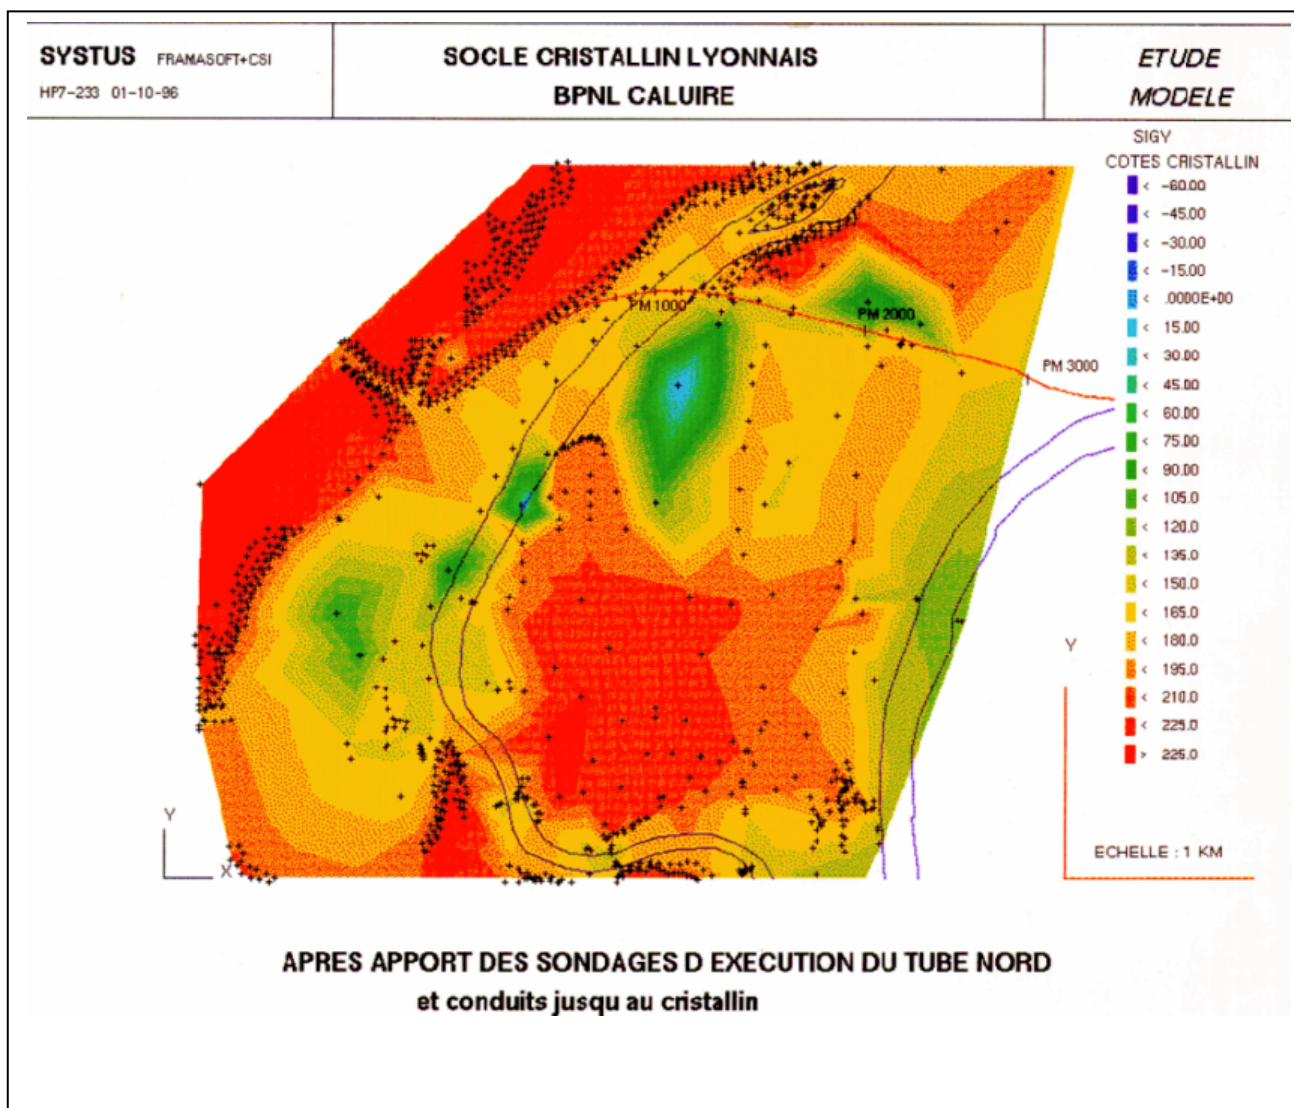 SYSTUS FRAMASOFT+CSI
HP7-233 01-10-96
SOCLE CRISTALLIN LYONNAIS
BPNL CALUIRE
ETUDE
MODELE
SIGY
COTES CRISTALLIN
< -60.00
< -45.00
< -30.00
< -15.00
< .0000E+00
< 15.00
< 30.00
< 45.00
< 60.00
< 75.00
< 90.00
< 105.0
< 120.0
< 135.0
< 150.0
< 165.0
< 180.0
< 195.0
< 210.0
< 225.0
> 225.0
PM 1000
PM 2000
PM 3000
Y
X
Y
ECHELLE : 1 KM
APRES APPORT DES SONDAGES D EXECUTION DU TUBE NORD
et conduits jusqu au cristallin